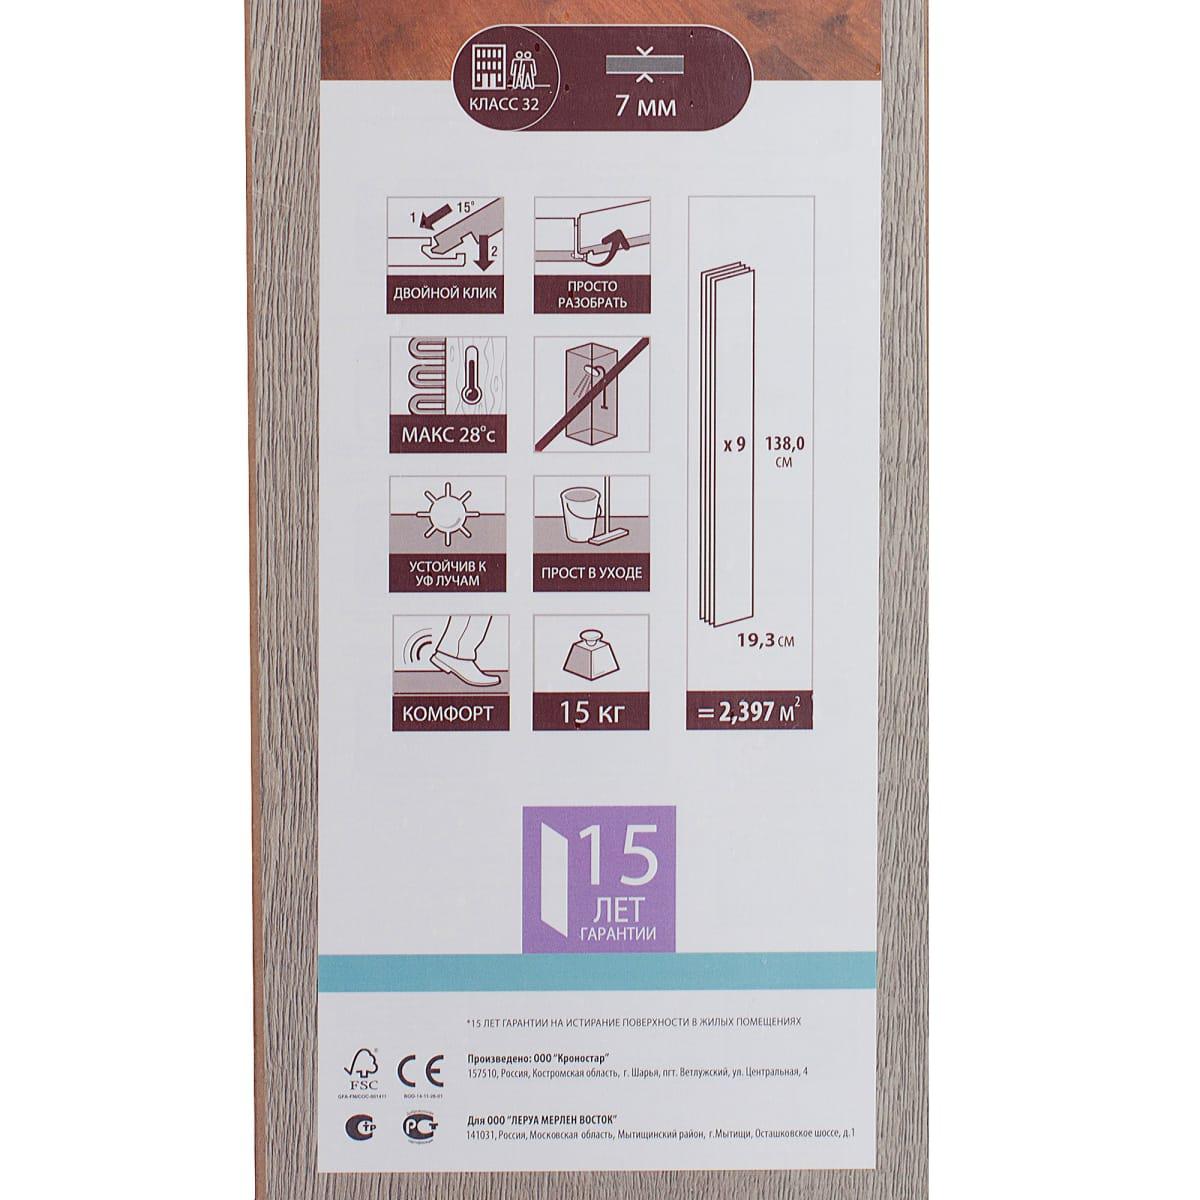 КЛАСС 32
7 ММ
1
15°
2
ДВОЙНОЙ КЛИК
ПРОСТО
РАЗОБРАТЬ
МАКС 28°с
УСТОЙЧИВ К
УФ ЛУЧАМ
ПРОСТ В УХОДЕ
КОМФОРТ
15 КГ
x 9
138,0
СМ
19,3 СМ
= 2,397 М²
15
ЛЕТ
ГАРАНТИИ
*15 ЛЕТ ГАРАНТИИ НА ИСТИРАНИЕ ПОВЕРХНОСТИ В ЖИЛЫХ ПОМЕЩЕНИЯХ
FSC
CE
Произведено: ООО "Кроностар"
157510, Россия, Костромская область, г. Шарья, пгт. Ветлужский, ул. Центральная, 4
Для ООО "ЛЕРУА МЕРЛЕН ВОСТОК"
141031, Россия, Московская область, Мытищинский район, г.Мытищи, Осташковское шоссе, д.1